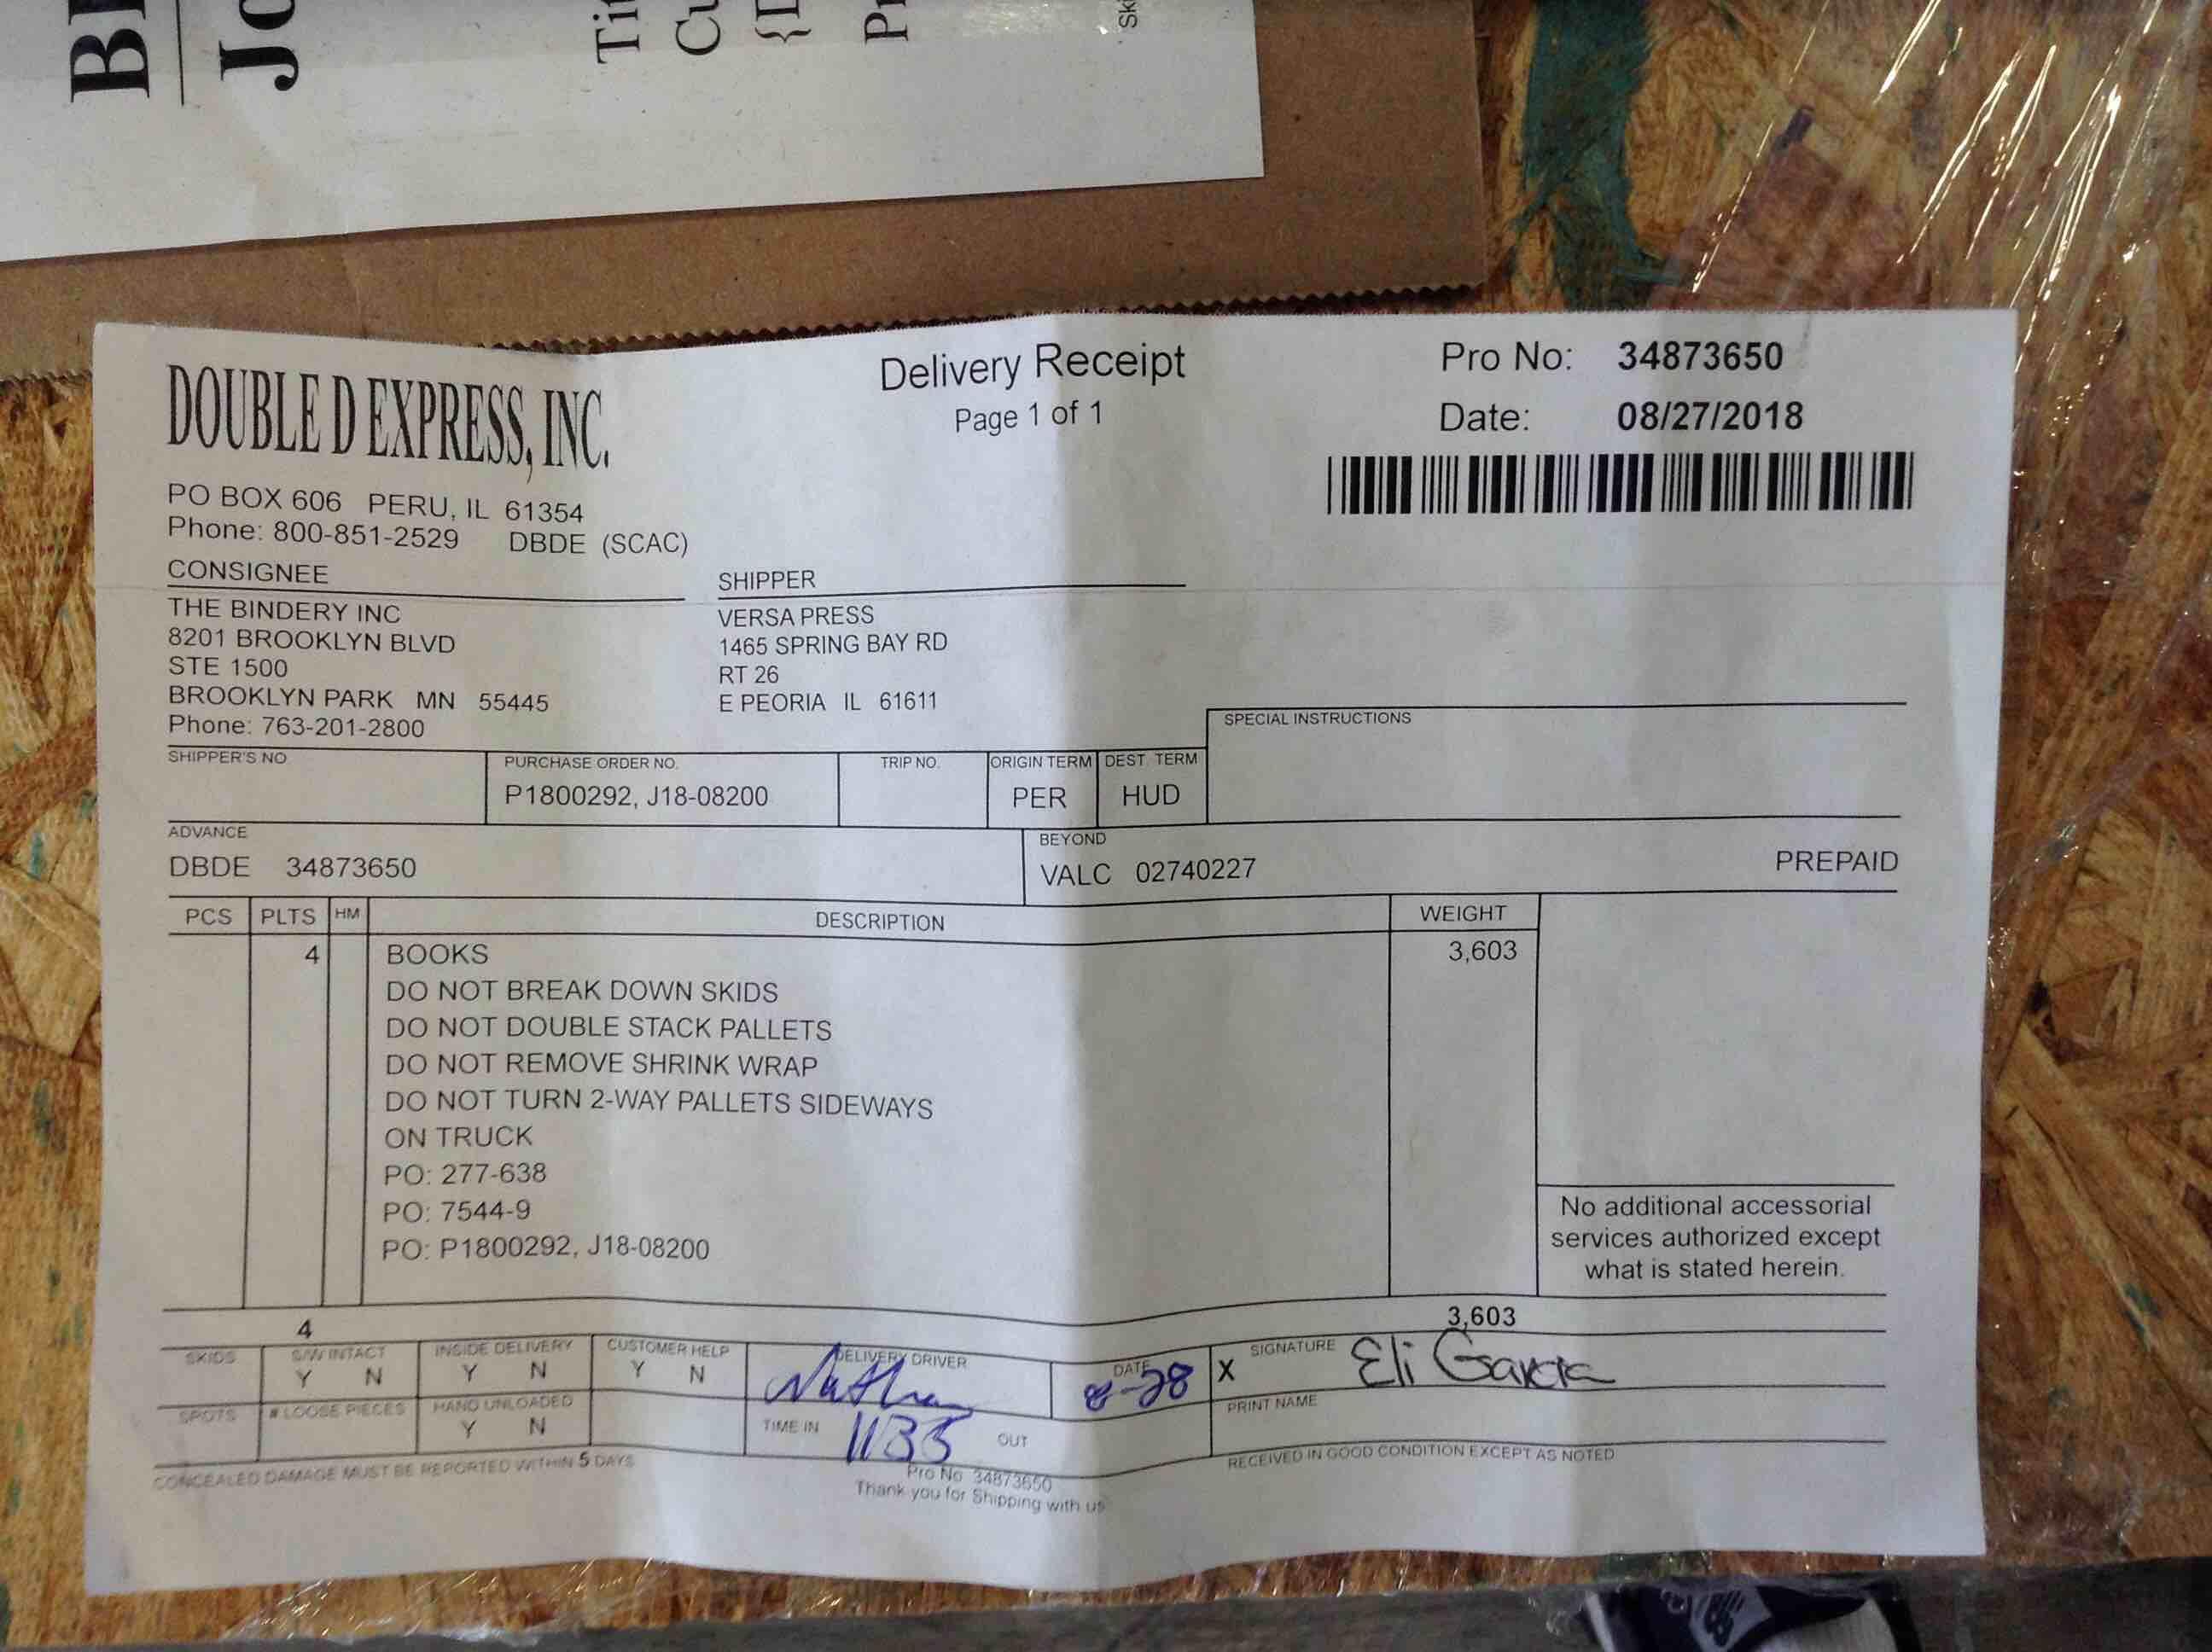 Bl
Jo
Ti
Cu
{I
Pr
Sk
DOUBLE D EXPRESS, INC.
PO BOX 606 PERU, IL 61354
Phone: 800-851-2529 DBDE (SCAC)
Delivery Receipt
Page 1 of 1
Pro No: 34873650
Date: 08/27/2018
CONSIGNEE
THE BINDERY INC
8201 BROOKLYN BLVD
STE 1500
BROOKLYN PARK MN 55445
Phone: 763-201-2800
SHIPPER
VERSA PRESS
1465 SPRING BAY RD
RT 26
E PEORIA IL 61611
SPECIAL INSTRUCTIONS
SHIPPER'S NO
PURCHASE ORDER NO.
P1800292, J18-08200
TRIP NO.
ORIGIN TERM
PER
DEST. TERM
HUD
ADVANCE
DBDE 34873650
BEYOND
VALC 02740227
PREPAID
PCS PLTS HM DESCRIPTION WEIGHT
4 BOOKS 3,603
DO NOT BREAK DOWN SKIDS
DO NOT DOUBLE STACK PALLETS
DO NOT REMOVE SHRINK WRAP
DO NOT TURN 2-WAY PALLETS SIDEWAYS
ON TRUCK
PO: 277-638
PO: 7544-9
PO: P1800292, J18-08200
No additional accessorial
services authorized except
what is stated herein.
4 3,603
SKIDS
S/W INTACT
Y N
INSIDE DELIVERY
Y N
CUSTOMER HELP
Y N
DELIVERY DRIVER
Nathan
DATE
8-28
X SIGNATURE Eli Garcia
SPOTS
# LOOSE PIECES
HAND UNLOADED
Y N
TIME IN 1135 OUT
PRINT NAME
RECEIVED IN GOOD CONDITION EXCEPT AS NOTED
CONCEALED DAMAGE MUST BE REPORTED WITHIN 5 DAYS
Pro No 34873650
Thank you for Shipping with us